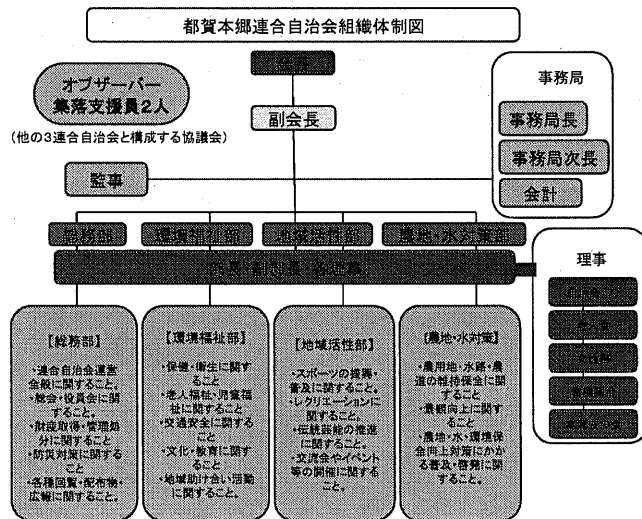 都賀本郷連合自治会組織体制図
会長
オブザーバー
集落支援員2人
(他の3連合自治会と構成する協議会)
副会長
事務局
事務局長
事務局次長
会計
監事
総務部
環境福祉部
地域活性部
農地・水対策部
部長・副部長・各理事
理事
【総務部】
・連合自治会運営
全般に関すること。
・総会・役員会に関
すること。
・財産取得・管理処
分に関すること。
・防災対策に関する
こと
・各種回覧・配布物・
広報に関すること。
【環境福祉部】
・保健・衛生に関す
ること
・老人福祉・児童福
祉に関すること
・交通安全に関する
こと
・文化・教育に関す
ること
・地域助け合い活動
に関すること。
【地域活性部】
・スポーツの振興・
普及に関すること。
・レクリエーションに
関すること。
・伝統芸能の推進
に関すること。
・交流会やイベント
等の開催に関する
こと。
【農地・水対策】
・農用地・水路・農
道の維持保全に関
すること
・景観向上に関す
ること
・農地・水・環境保
全向上対策にかか
る普及・啓発に関
すること。